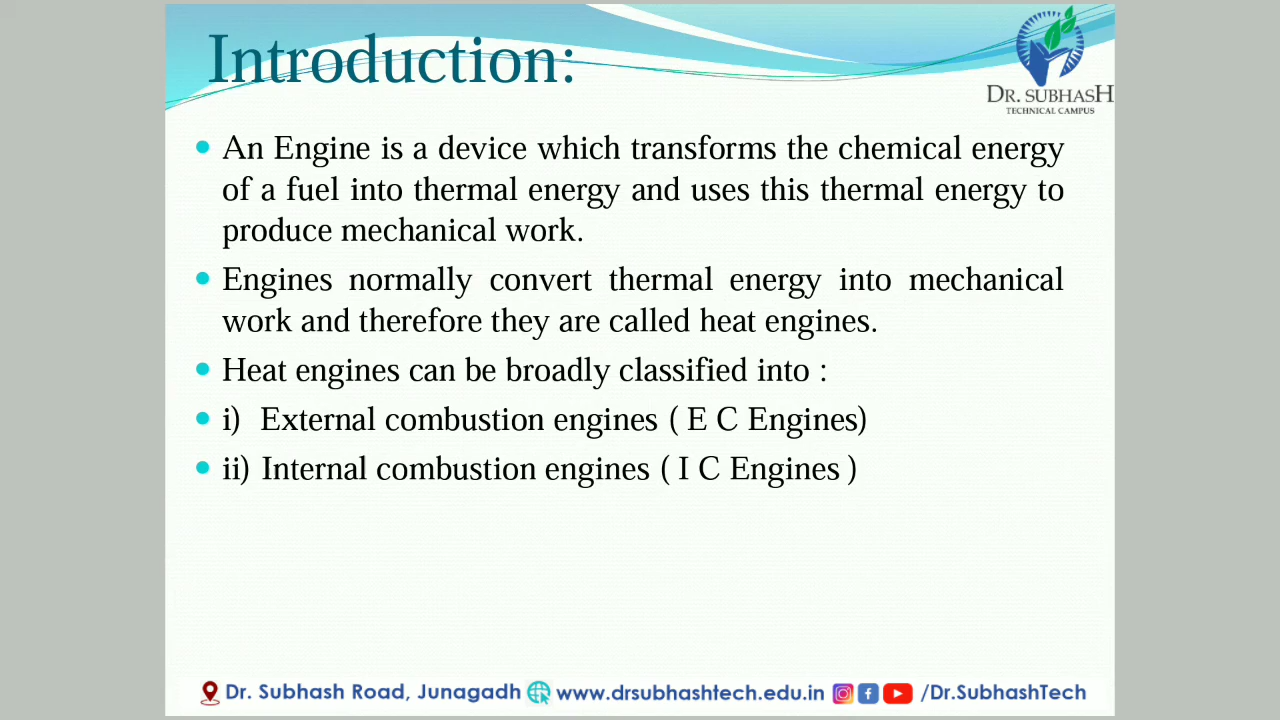 Introduction:
DR. SUBHASH
TECHNICAL CAMPUS
An Engine is a device which transforms the chemical energy
of a fuel into thermal energy and uses this thermal energy to
produce mechanical work.
Engines normally convert thermal energy into mechanical
work and therefore they are called heat engines.
Heat engines can be broadly classified into :
i) External combustion engines ( E C Engines)
ii) Internal combustion engines ( I C Engines )
Dr. Subhash Road, Junagadh www.drsubhashtech.edu.in /Dr.SubhashTech